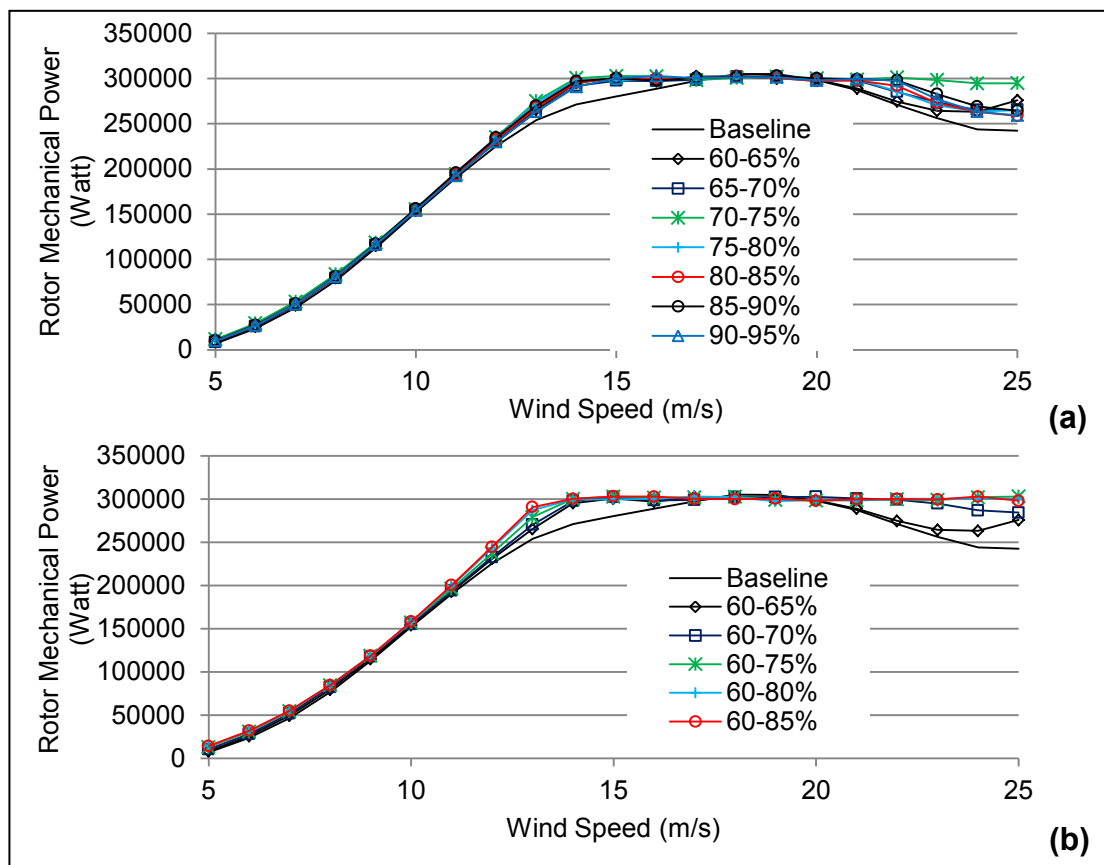 350000
300000
250000
200000
150000
100000
50000
0
Rotor Mechanical Power
(Watt)
Baseline
60-65%
65-70%
70-75%
75-80%
80-85%
85-90%
90-95%
5 10 15 20 25
Wind Speed (m/s)
(a)
350000
300000
250000
200000
150000
100000
50000
0
Rotor Mechanical Power
(Watt)
Baseline
60-65%
60-70%
60-75%
60-80%
60-85%
5 10 15 20 25
Wind Speed (m/s)
(b)